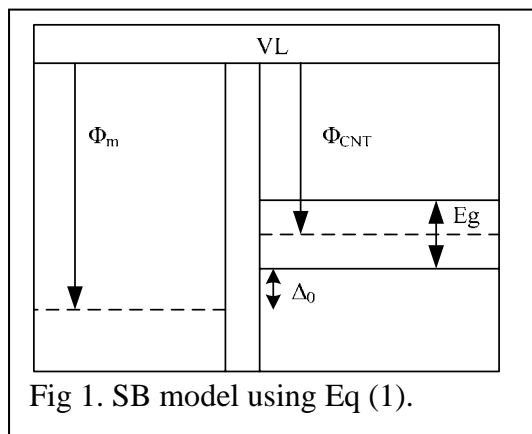 VL
Φm
ΦCNT
Eg
Δ0
Fig 1. SB model using Eq (1).